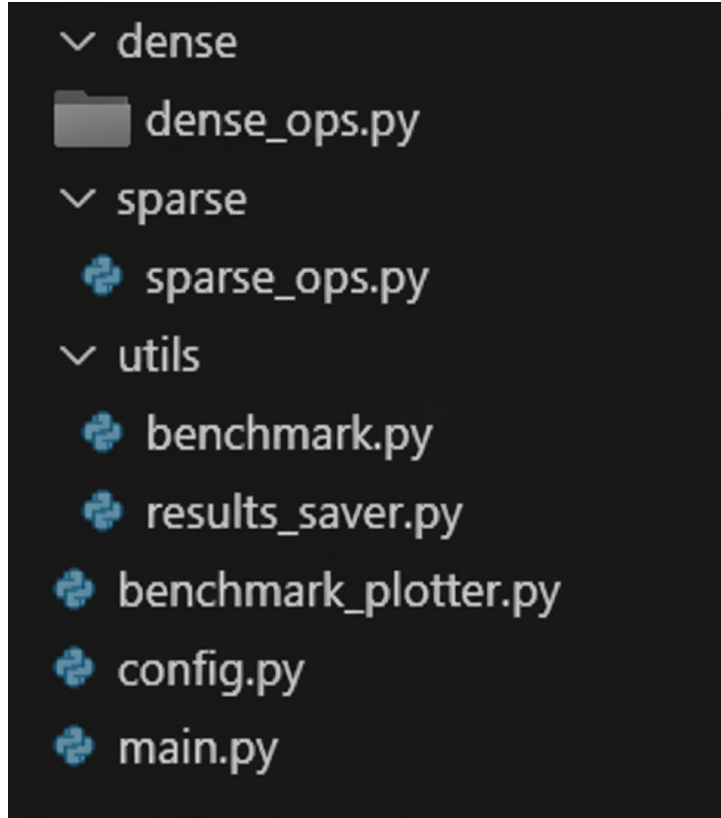 dense
dense_ops.py
sparse
sparse_ops.py
utils
benchmark.py
results_saver.py
benchmark_plotter.py
config.py
main.py